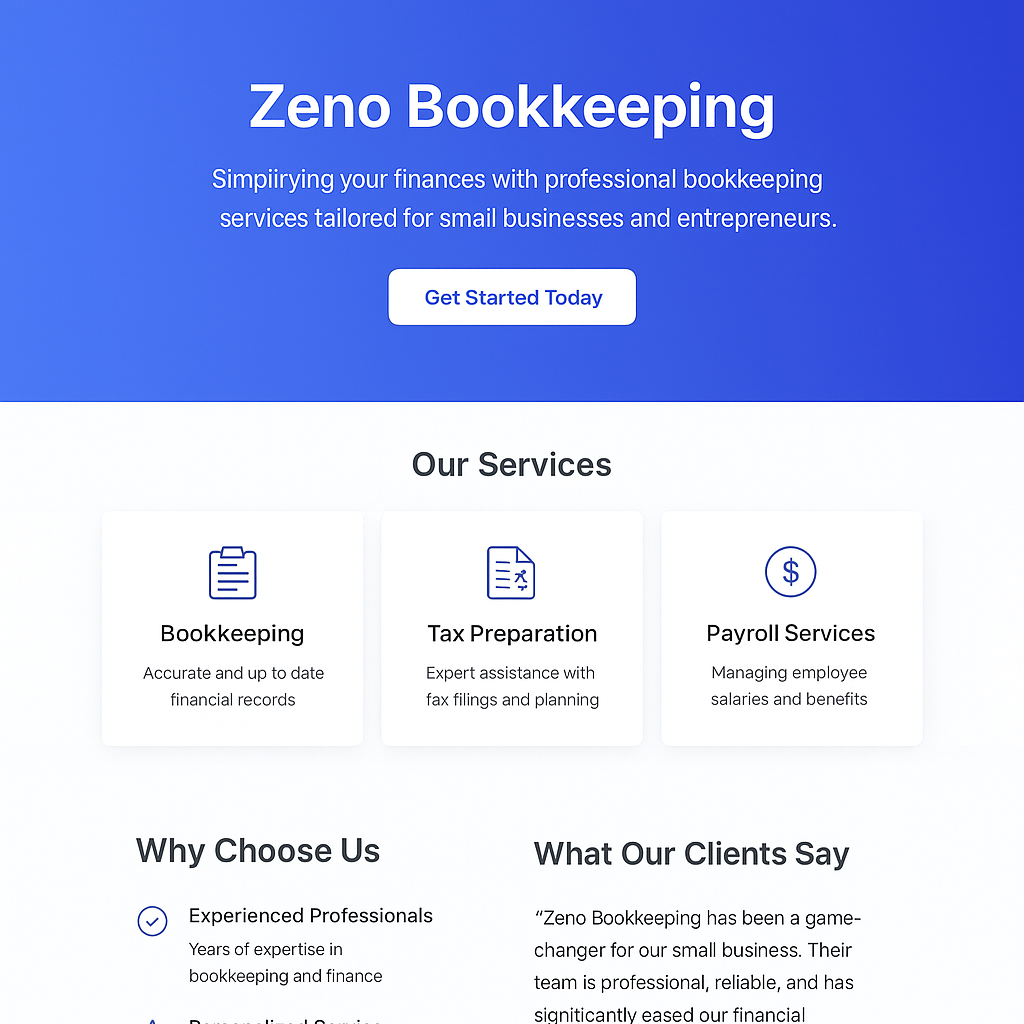 Zeno Bookkeeping
Simpiirying your finances with professional bookkeeping
services tailored for smail businesses and entrepreneurs.
Get Started Today
Our Services
Bookkeeping
Accurate and up to date
financial records
Tax Preparation
Expert assistance with
fax filings and planning
Payroll Services
Managing employee
salaries and benefits
Why Choose Us
Experienced Professionals
Years of expertise in
bookkeeping and finance
Personalized Service
What Our Clients Say
“Zeno Bookkeeping has been a game-
changer for our small business. Their
team is professional, reliable, and has
signiticantly eased our financial